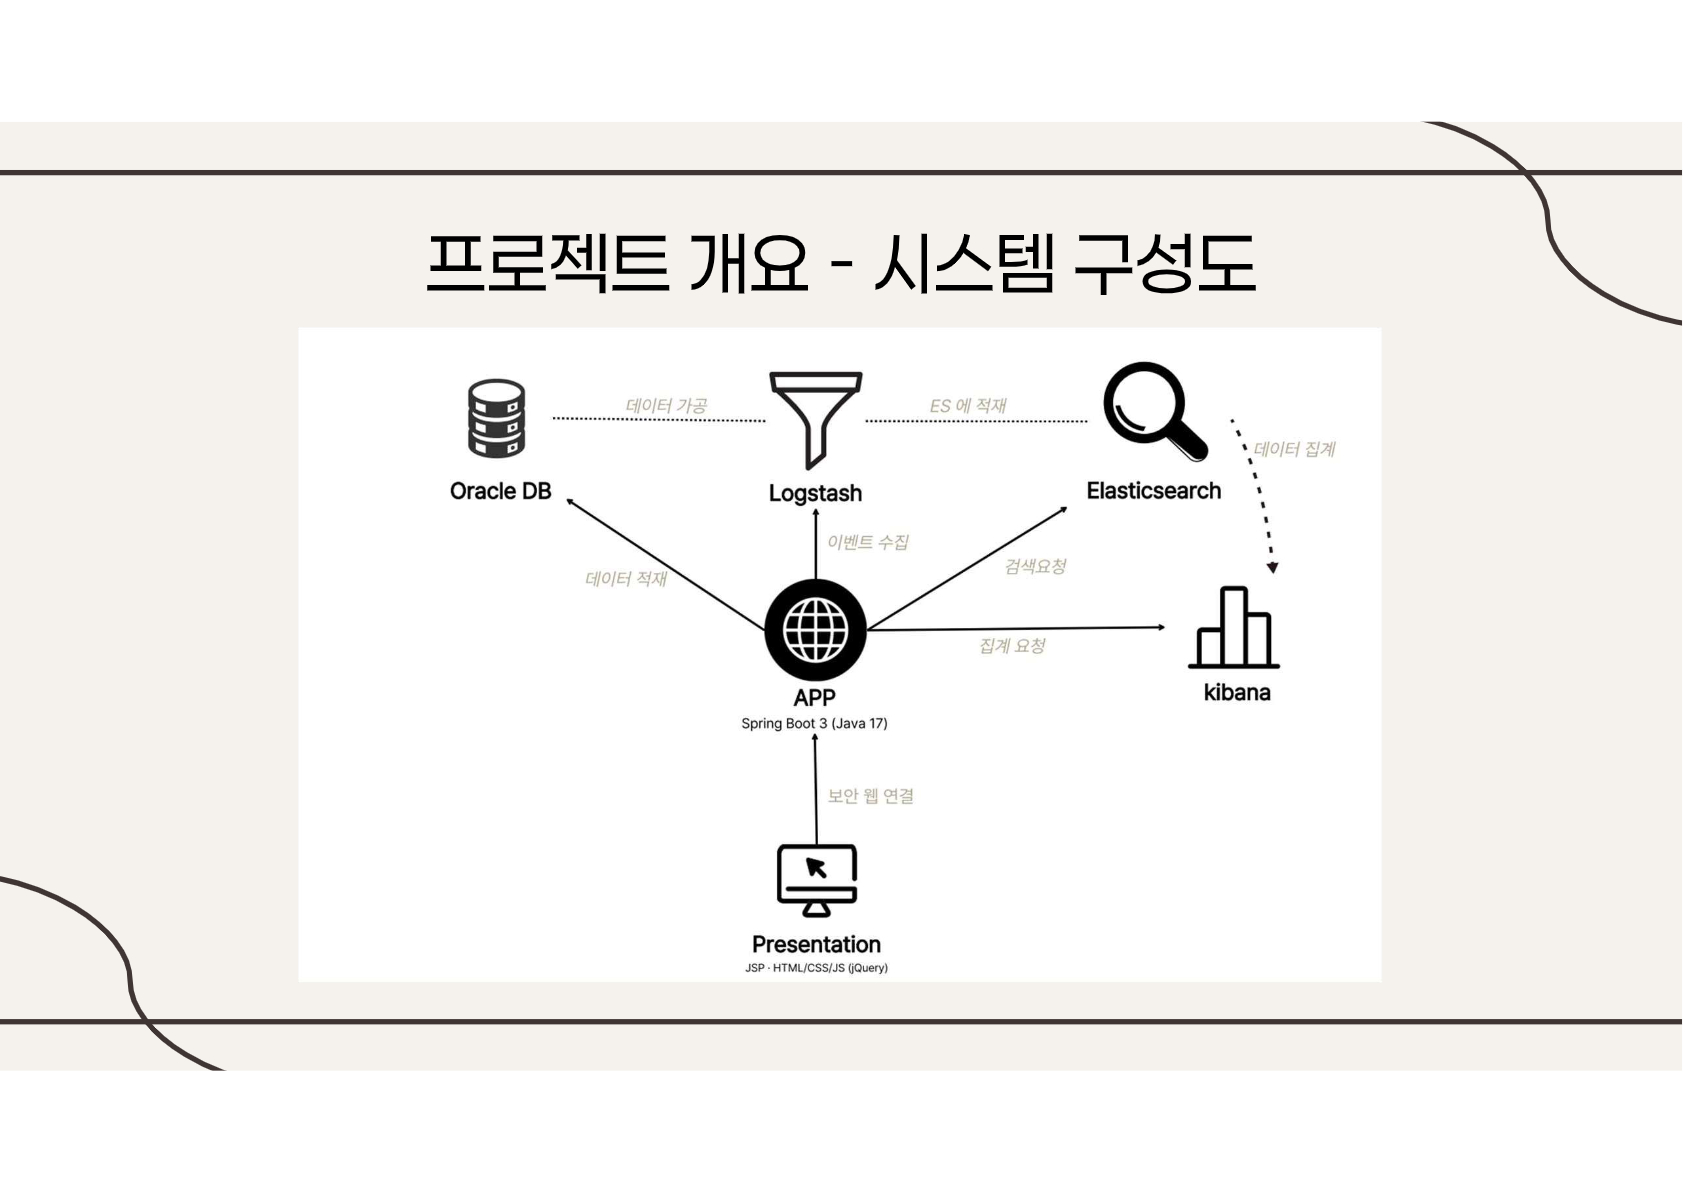 프로젝트 개요 - 시스템 구성도
데이터 가공
ES 에 적재
데이터 집계
Oracle DB
Logstash
Elasticsearch
이벤트 수집
검색요청
데이터 적재
집계 요청
kibana
APP
Spring Boot 3 (Java 17)
보안 웹 연결
Presentation
JSP · HTML/CSS/JS (jQuery)